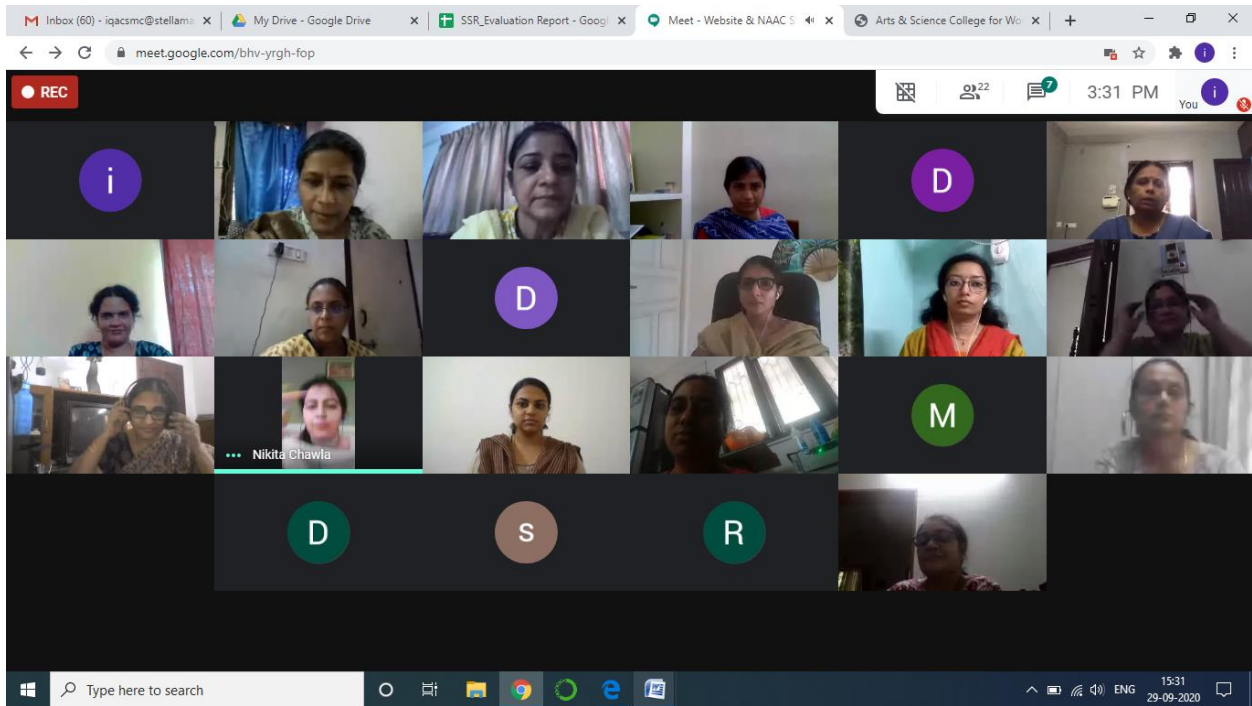 Inbox (60) - iqacsmc@stellama
My Drive - Google Drive
SSR_Evaluation Report - Googl
Meet - Website & NAAC S
Arts & Science College for Wo
meet.google.com/bhv-yrgh-fop
i
REC
22
7
3:31 PM
You
i
i
D
D
M
Nikita Chawla
D
s
R
Type here to search
ENG
15:31
29-09-2020